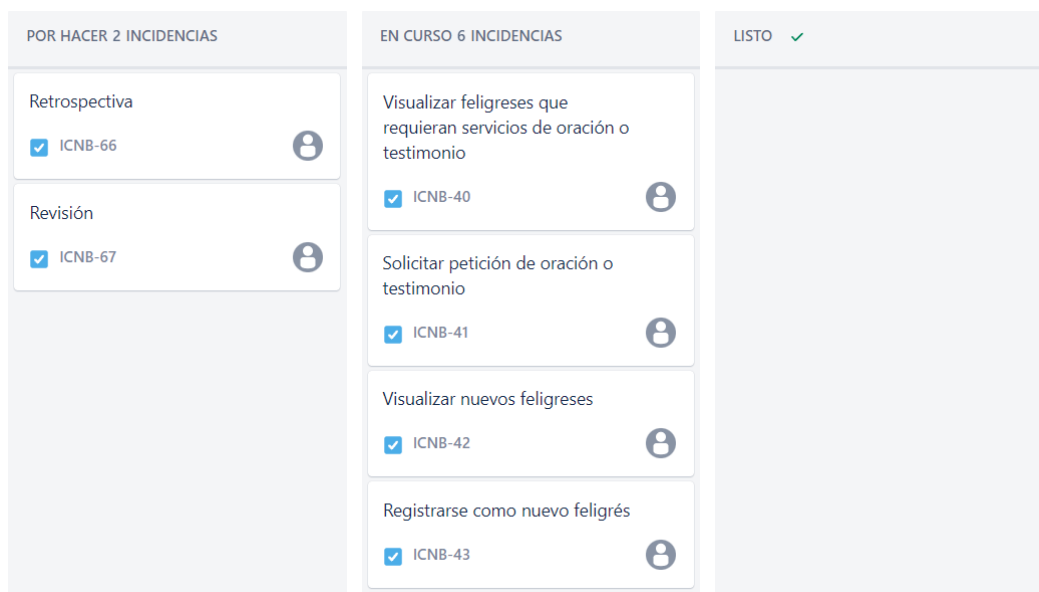 POR HACER 2 INCIDENCIAS
Retrospectiva
ICNB-66
Revisión
ICNB-67
EN CURSO 6 INCIDENCIAS
Visualizar feligreses que
requieran servicios de oración o
testimonio
ICNB-40
Solicitar petición de oración o
testimonio
ICNB-41
Visualizar nuevos feligreses
ICNB-42
Registrarse como nuevo feligrés
ICNB-43
LISTO